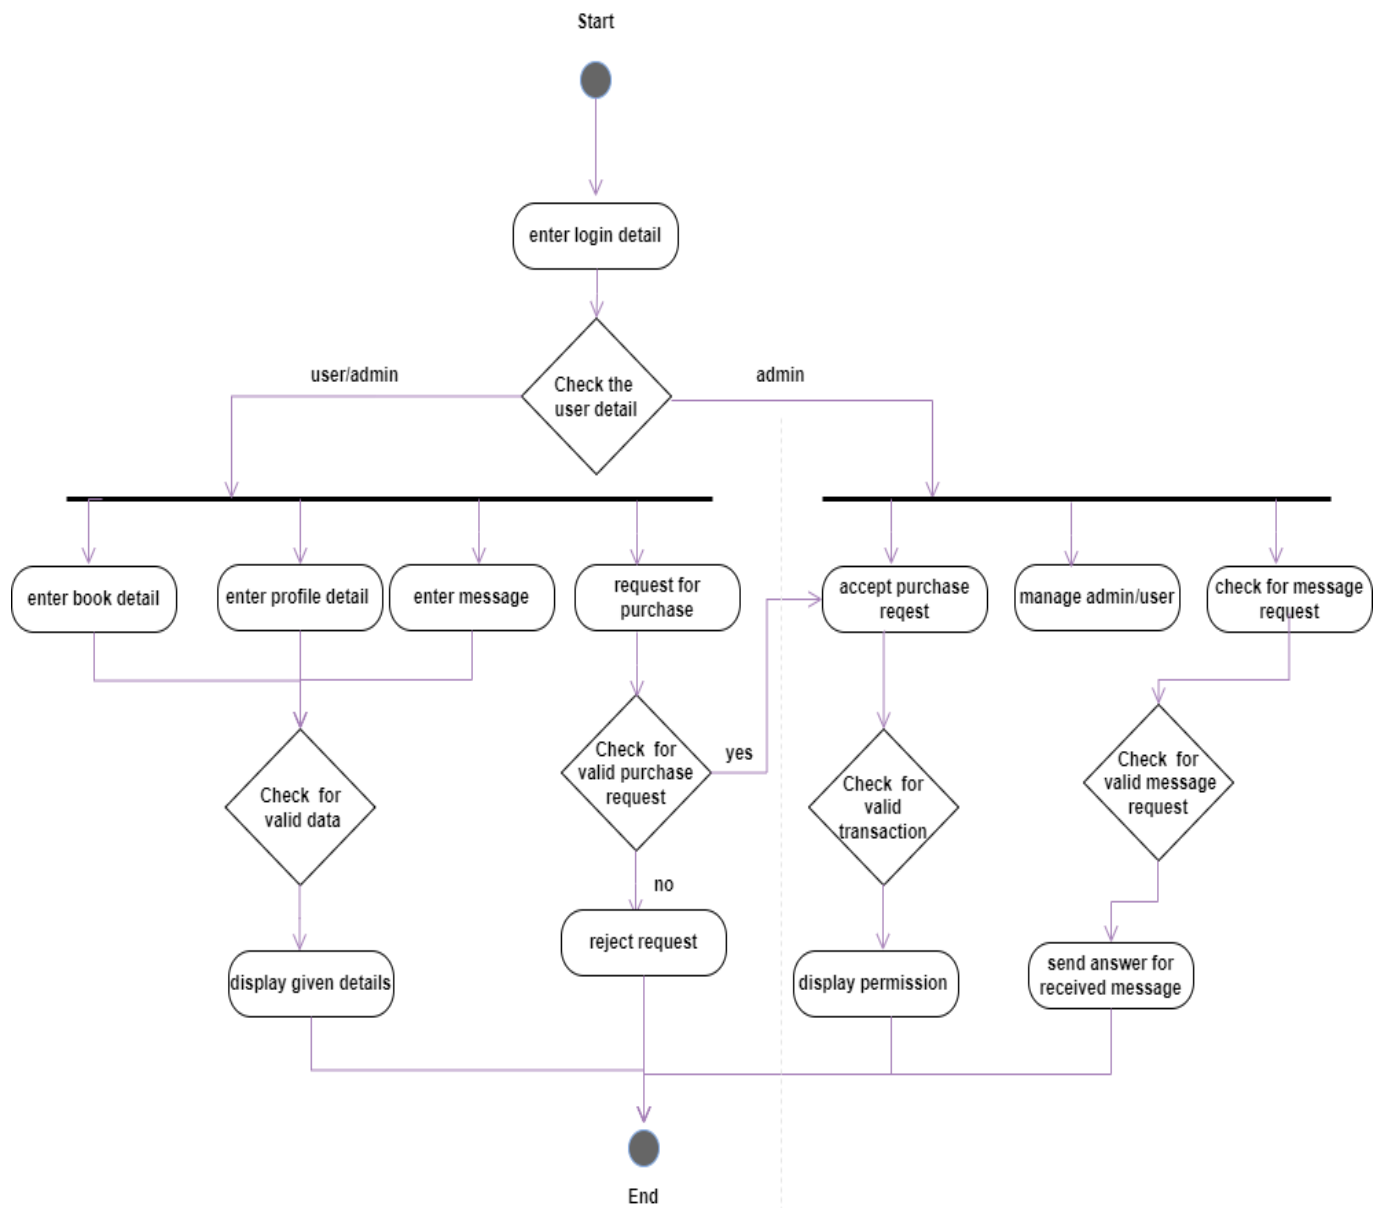 Start
enter login detail
user/admin
Check the
user detail
admin
enter book detail
enter profile detail
enter message
request for
purchase
accept purchase
reqest
manage admin/user
check for message
request
Check for
valid data
Check for
valid purchase
request
yes
Check for
valid
transaction
Check for
valid message
request
no
display given details
reject request
display permission
send answer for
received message
End